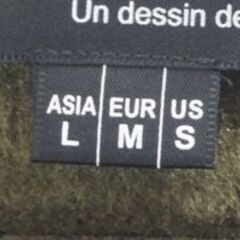 Un dessin de
ASIA EUR US
L M S